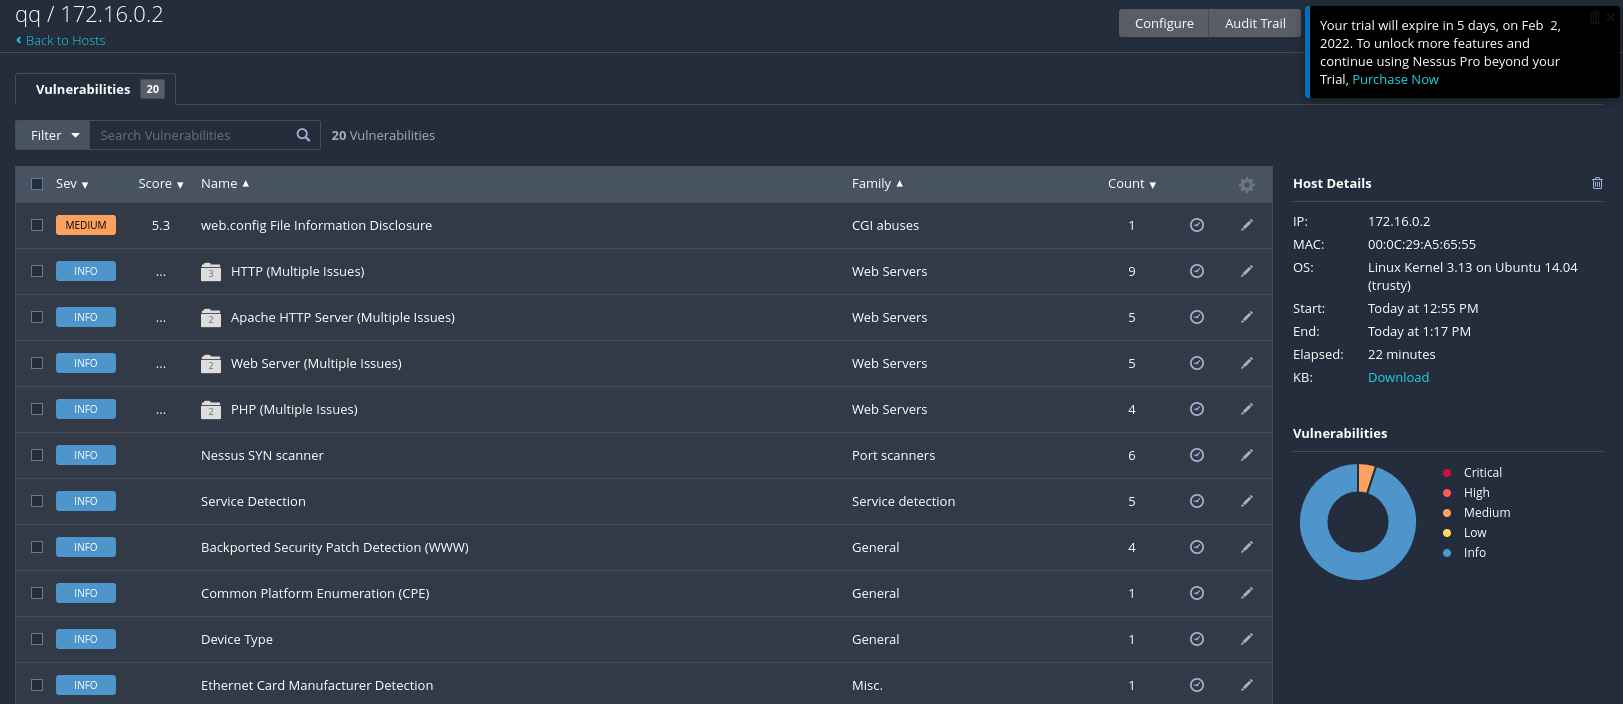 qq / 172.16.0.2
Back to Hosts
Configure
Audit Trail
Your trial will expire in 5 days, on Feb 2,
2022. To unlock more features and
continue using Nessus Pro beyond your
Trial, Purchase Now
Vulnerabilities 20
Filter
Search Vulnerabilities
20 Vulnerabilities
Sev Score Name Family Count
MEDIUM 5.3 web.config File Information Disclosure CGI abuses 1
INFO ... 3 HTTP (Multiple Issues) Web Servers 9
INFO ... 2 Apache HTTP Server (Multiple Issues) Web Servers 5
INFO ... 2 Web Server (Multiple Issues) Web Servers 5
INFO ... 2 PHP (Multiple Issues) Web Servers 4
INFO Nessus SYN scanner Port scanners 6
INFO Service Detection Service detection 5
INFO Backported Security Patch Detection (WWW) General 4
INFO Common Platform Enumeration (CPE) General 1
INFO Device Type General 1
INFO Ethernet Card Manufacturer Detection Misc. 1
Host Details
IP: 172.16.0.2
MAC: 00:0C:29:A5:65:55
OS: Linux Kernel 3.13 on Ubuntu 14.04
(trusty)
Start: Today at 12:55 PM
End: Today at 1:17 PM
Elapsed: 22 minutes
KB: Download
Vulnerabilities
Critical
High
Medium
Low
Info